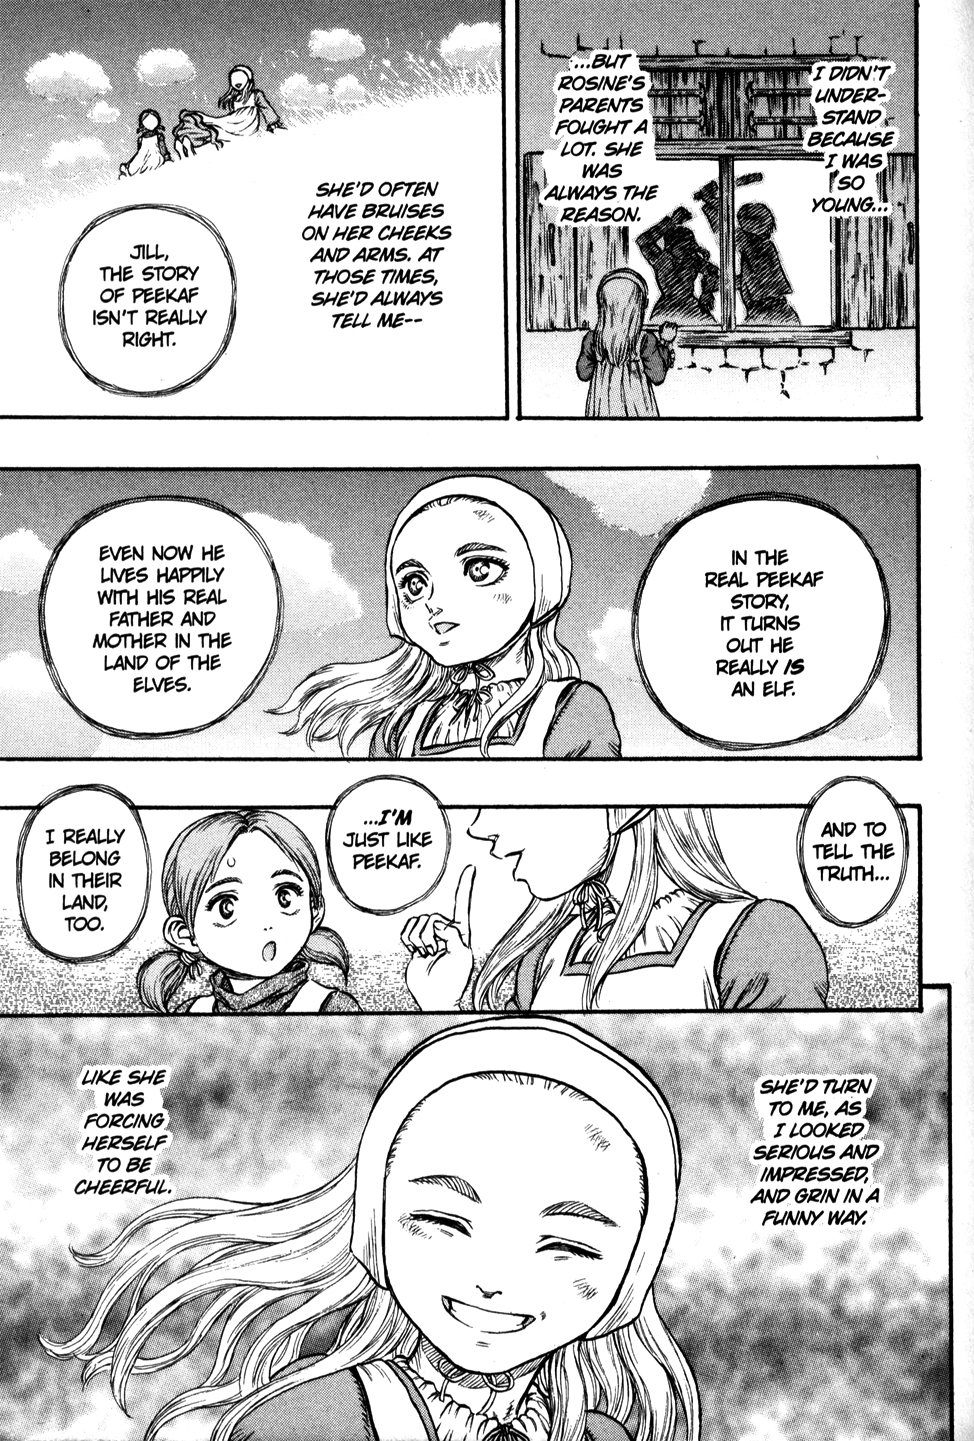 I DIDN'T
UNDER-
STAND
BECAUSE
I WAS
SO
YOUNG...
...BUT
ROSINE'S
PARENTS
FOUGHT A
LOT. SHE
WAS
ALWAYS THE
REASON.
SHE'D OFTEN
HAVE BRUISES
ON HER CHEEKS
AND ARMS. AT
THOSE TIMES,
SHE'D ALWAYS
TELL ME--
JILL,
THE STORY
OF PEEKAF
ISN'T REALLY
RIGHT.
IN THE
REAL PEEKAF
STORY,
IT TURNS
OUT HE
REALLY IS
AN ELF.
EVEN NOW HE
LIVES HAPPILY
WITH HIS REAL
FATHER AND
MOTHER IN THE
LAND OF THE
ELVES.
AND TO
TELL THE
TRUTH...
...I'M
JUST LIKE
PEEKAF.
I REALLY
BELONG
IN THEIR
LAND,
TOO.
SHE'D TURN
TO ME, AS
I LOOKED
SERIOUS AND
IMPRESSED,
AND GRIN IN A
FUNNY WAY.
LIKE SHE
WAS
FORCING
HERSELF
TO BE
CHEERFUL.